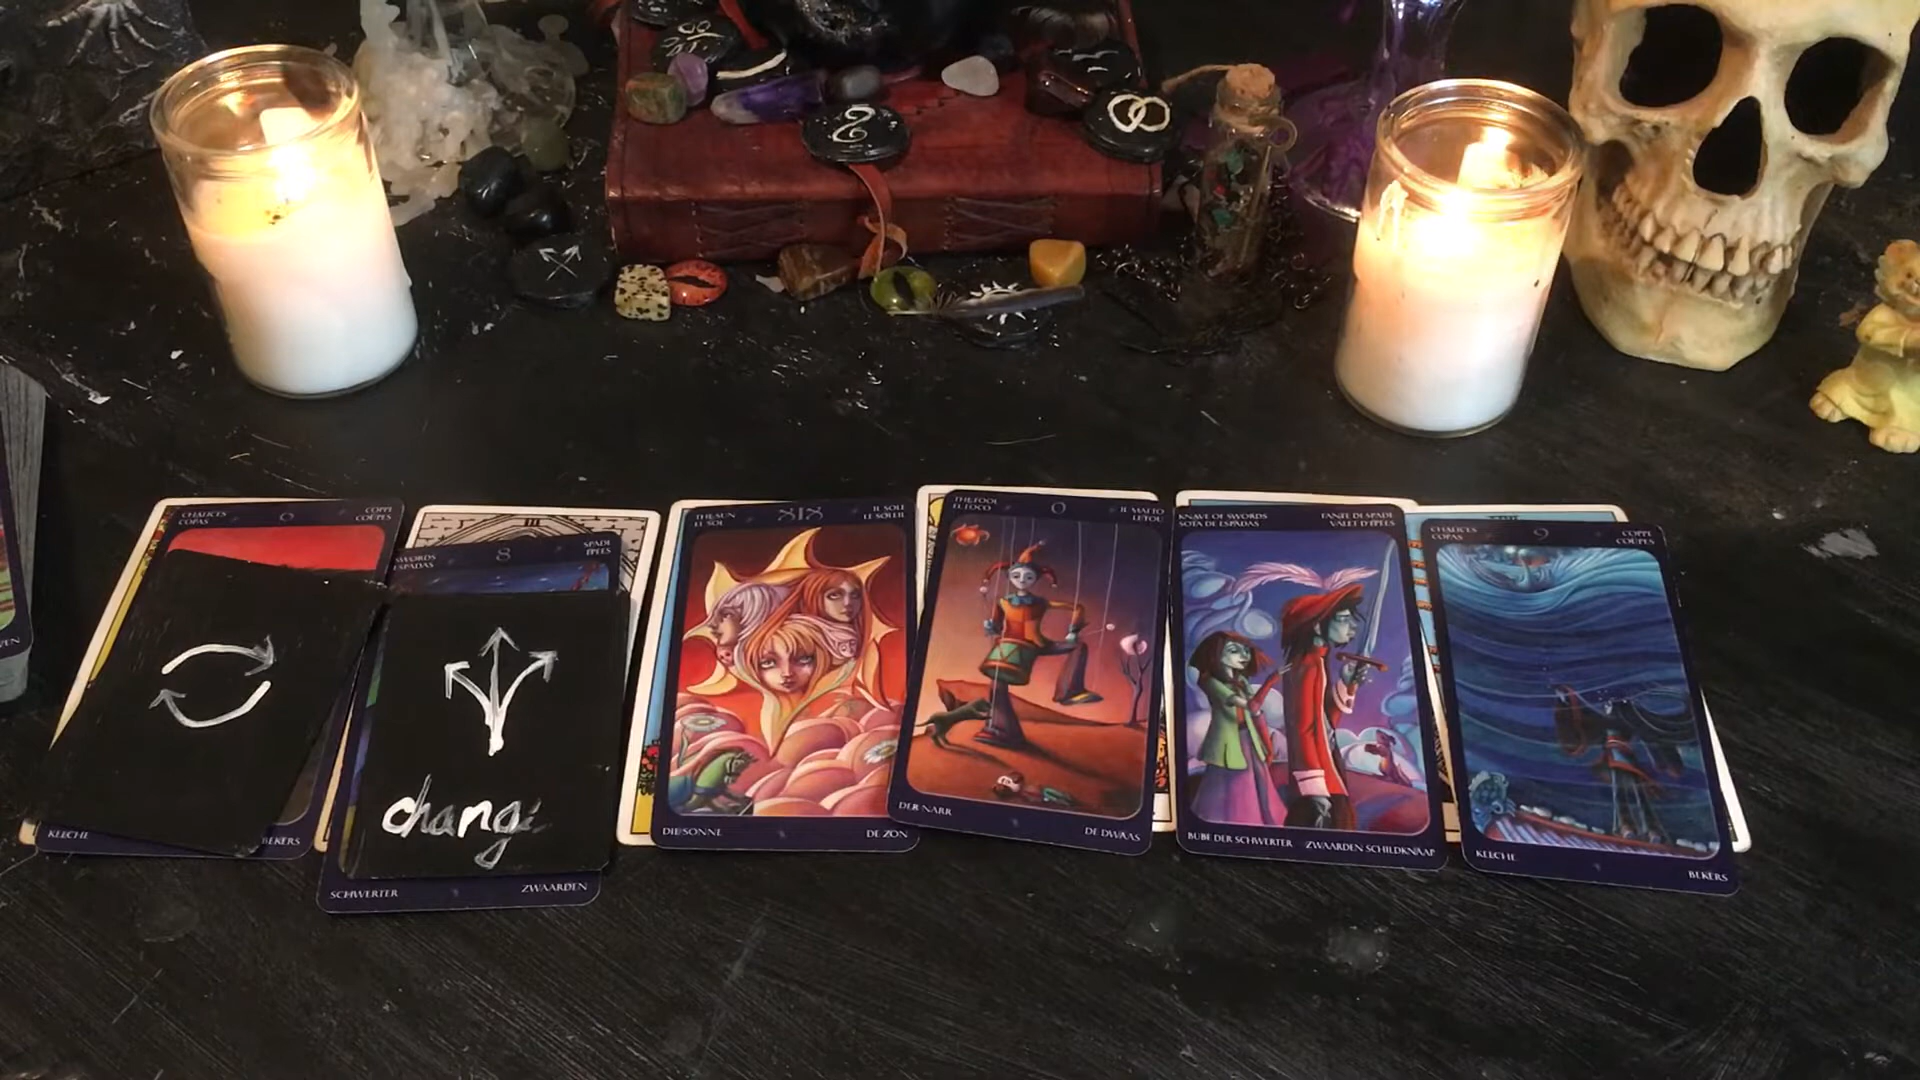 CHALICES
COPAS
COPPE
COUPES
KELCHE
BEKERS
SWORDS
ESPADAS
8
SPADE
EPEES
change
SCHWERTER
ZWAARDEN
THE SUN
EL SOL
XIX
IL SOLE
LE SOLEIL
DIE SONNE
DE ZON
THE FOOL
EL LOCO
0
IL MATTO
LE FOU
DER NARR
DE DWAAS
KNAVE OF SWORDS
SOTA DE ESPADAS
FANTE DI SPADE
VALET D'EPEES
BUBE DER SCHWERTER
ZWAARDEN SCHILDKNAAP
CHALICES
COPAS
9
COPPE
COUPES
KELCHE
BEKERS